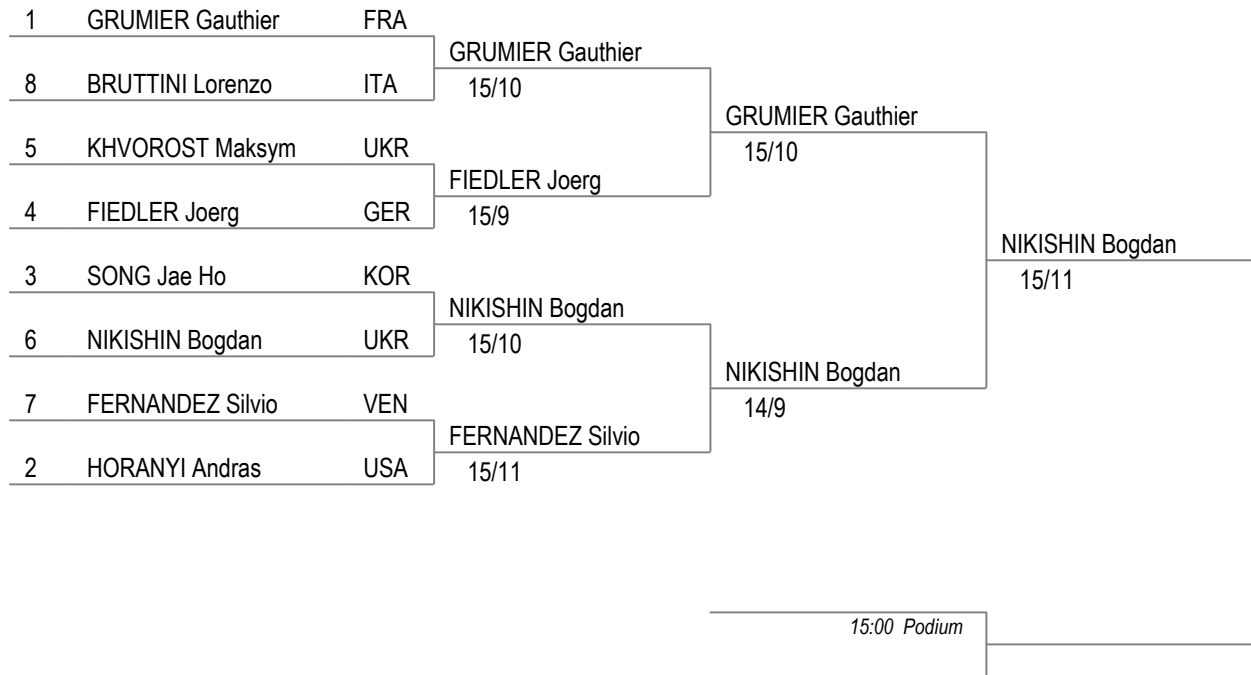 1 GRUMIER Gauthier FRA
GRUMIER Gauthier
8 BRUTTINI Lorenzo ITA
15/10
GRUMIER Gauthier
5 KHVOROST Maksym UKR
15/10
FIEDLER Joerg
4 FIEDLER Joerg GER
15/9
NIKISHIN Bogdan
3 SONG Jae Ho KOR
15/11
NIKISHIN Bogdan
6 NIKISHIN Bogdan UKR
15/10
NIKISHIN Bogdan
7 FERNANDEZ Silvio VEN
14/9
FERNANDEZ Silvio
2 HORANYI Andras USA
15/11
15:00 Podium